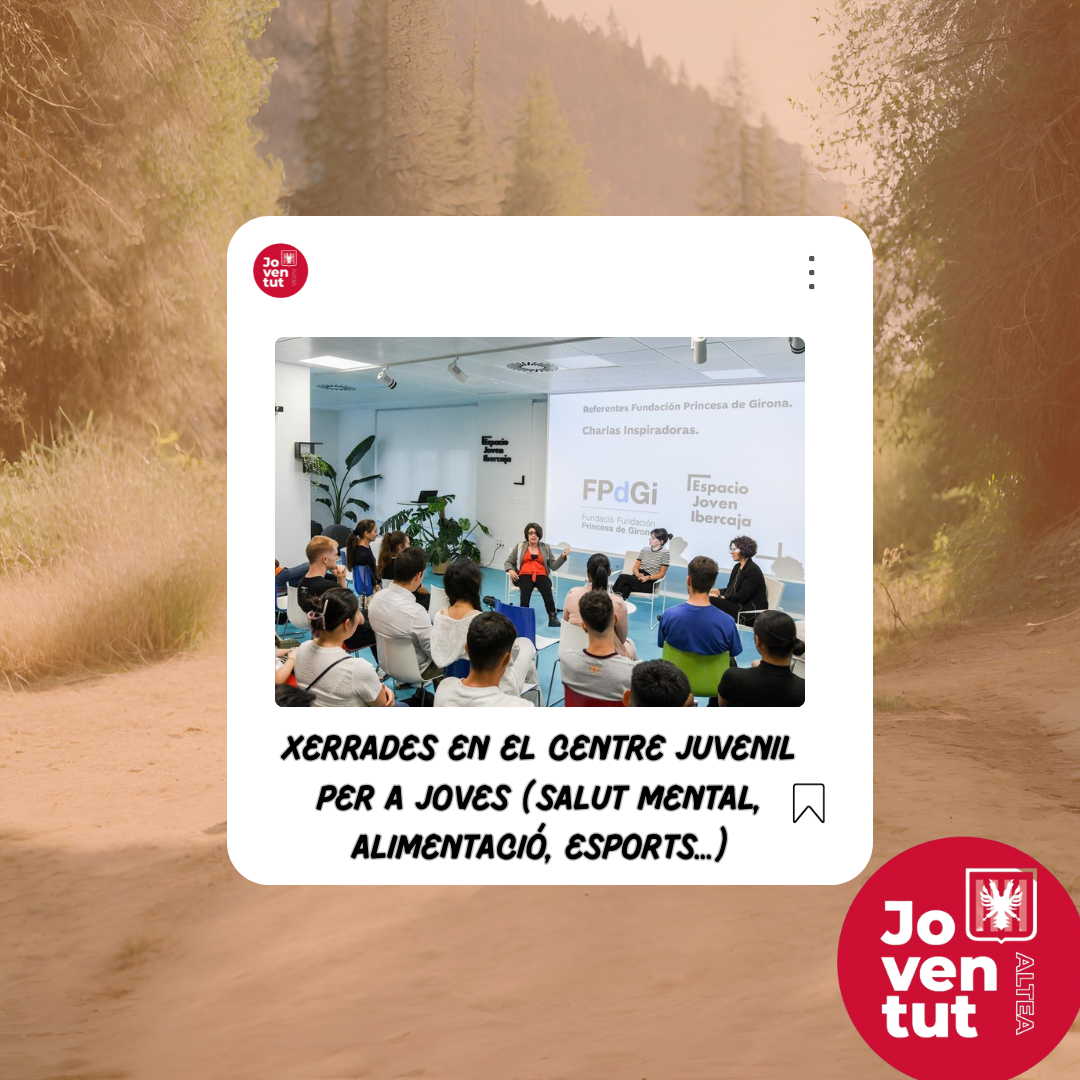 Jo
ven
tut
Referentes Fundación Princesa de Girona.
Charlas Inspiradoras.
Espacio
Joven
Ibercaja
FPdGi
Fundació Fundación
Princesa de Girona
Espacio
Joven
Ibercaja
XERRADES EN EL CENTRE JUVENIL
PER A JOVES (SALUT MENTAL,
ALIMENTACIÓ, ESPORTS...)
Jo
ven
tut
ALTEA